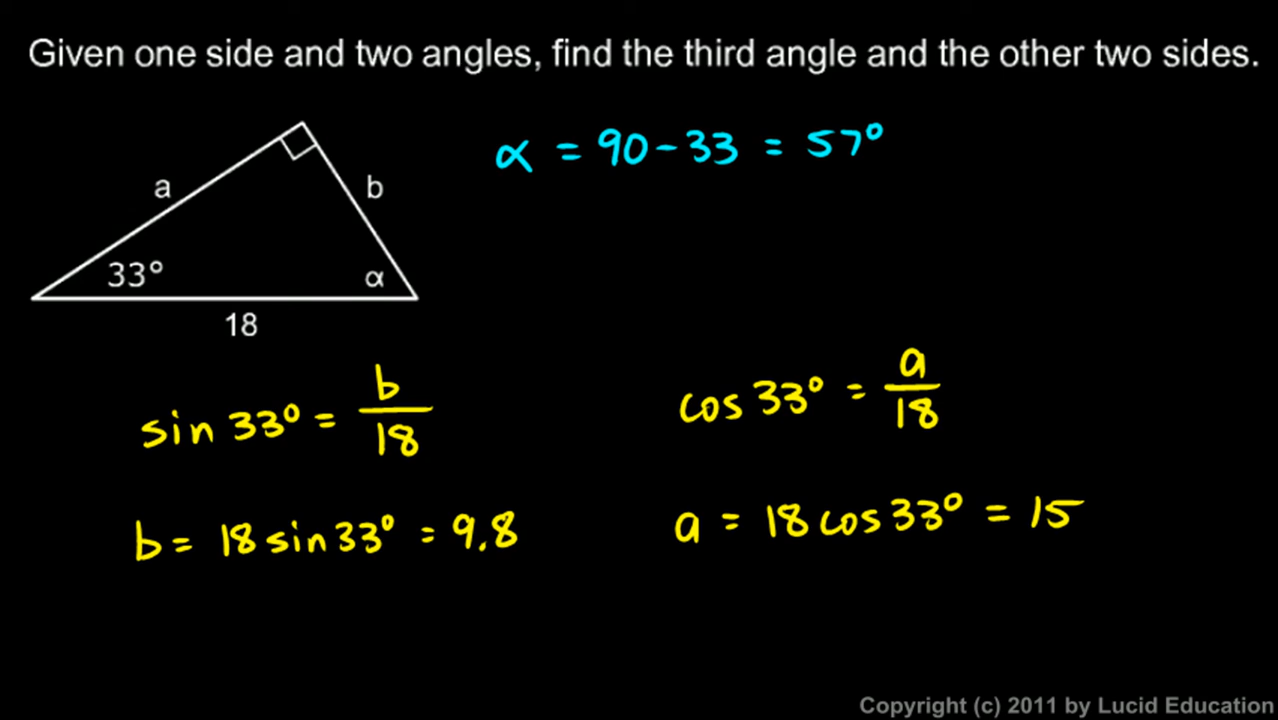 Given one side and two angles, find the third angle and the other two sides.
α = 90 - 33 = 57°
a
b
33°
α
18
sin 33° = b/18
cos 33° = a/18
b = 18 sin 33° = 9.8
a = 18 cos 33° = 15
Copyright (c) 2011 by Lucid Education